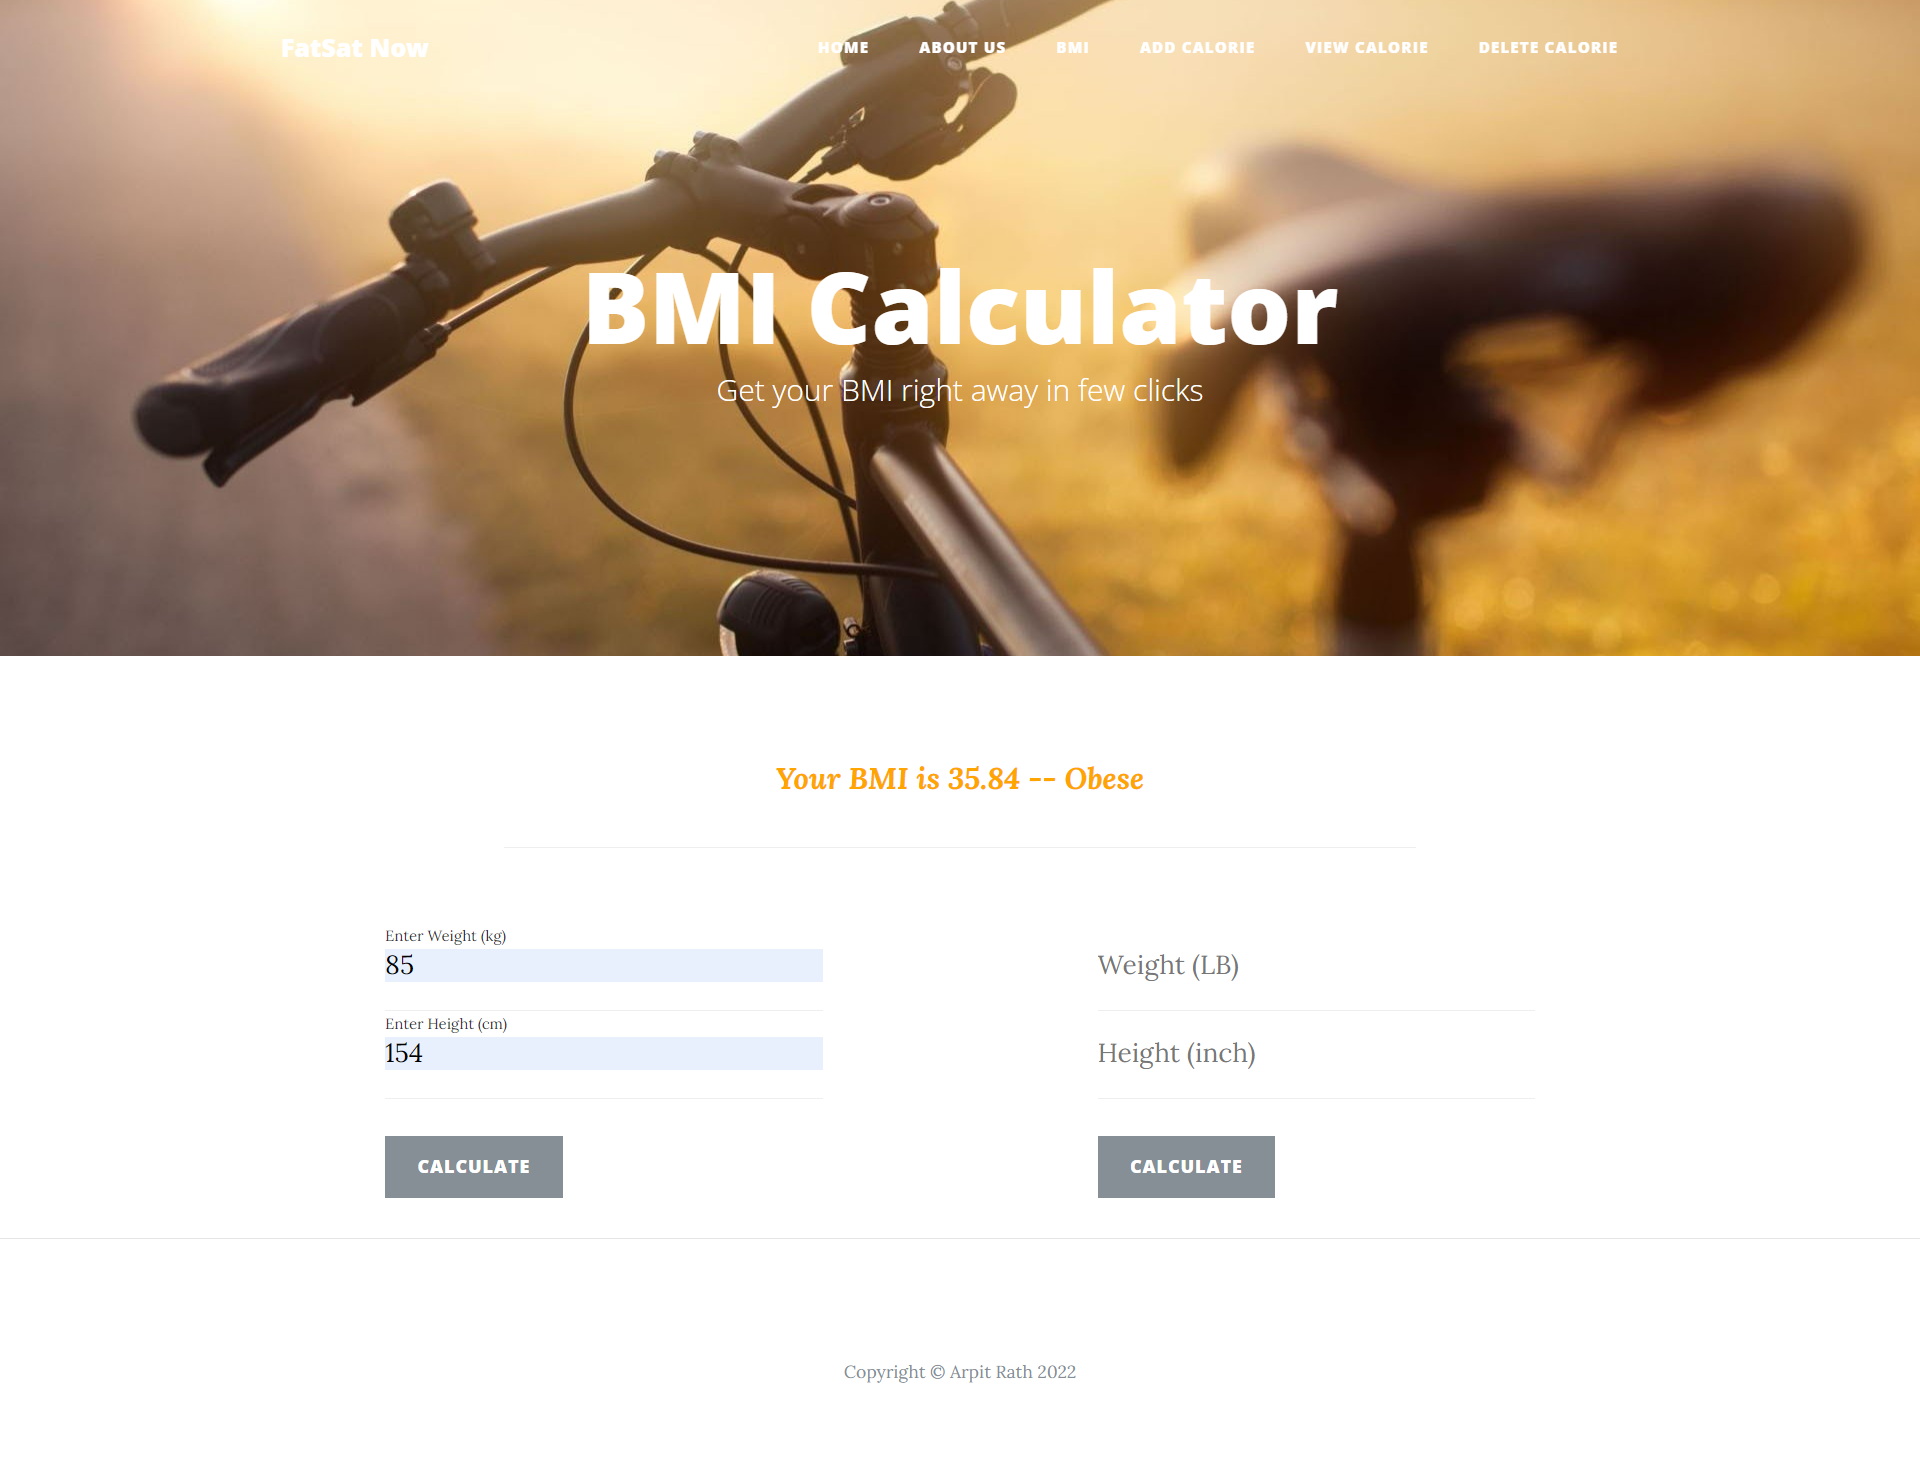 FatSat Now
HOME ABOUT US BMI ADD CALORIE VIEW CALORIE DELETE CALORIE
BMI Calculator
Get your BMI right away in few clicks
Your BMI is 35.84 -- Obese
Enter Weight (kg)
85
Weight (LB)
Enter Height (cm)
154
Height (inch)
CALCULATE CALCULATE
Copyright © Arpit Rath 2022